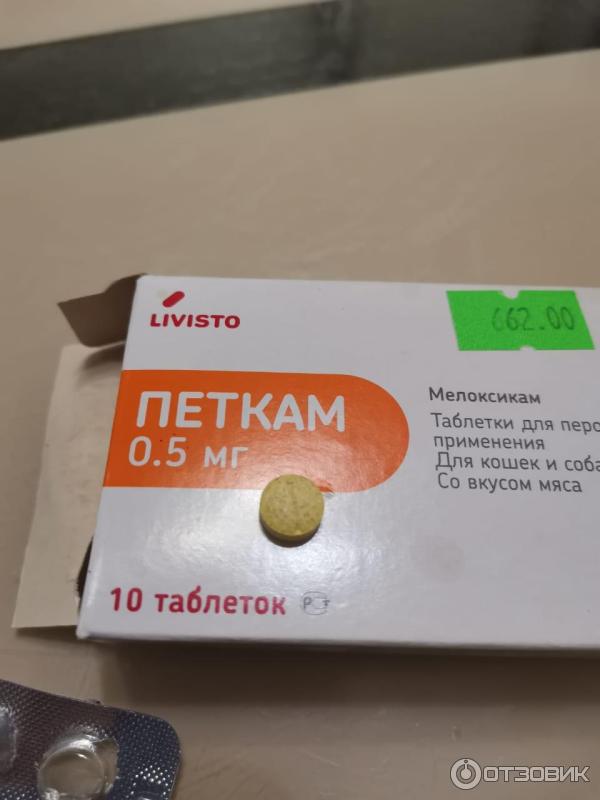 LIVISTO
662.00
ПЕТКАМ
0.5 мг
Мелоксикам
Таблетки для перо
применения
Для кошек и соба
Со вкусом мяса
10 таблеток
РСТ
ОТЗОВИК